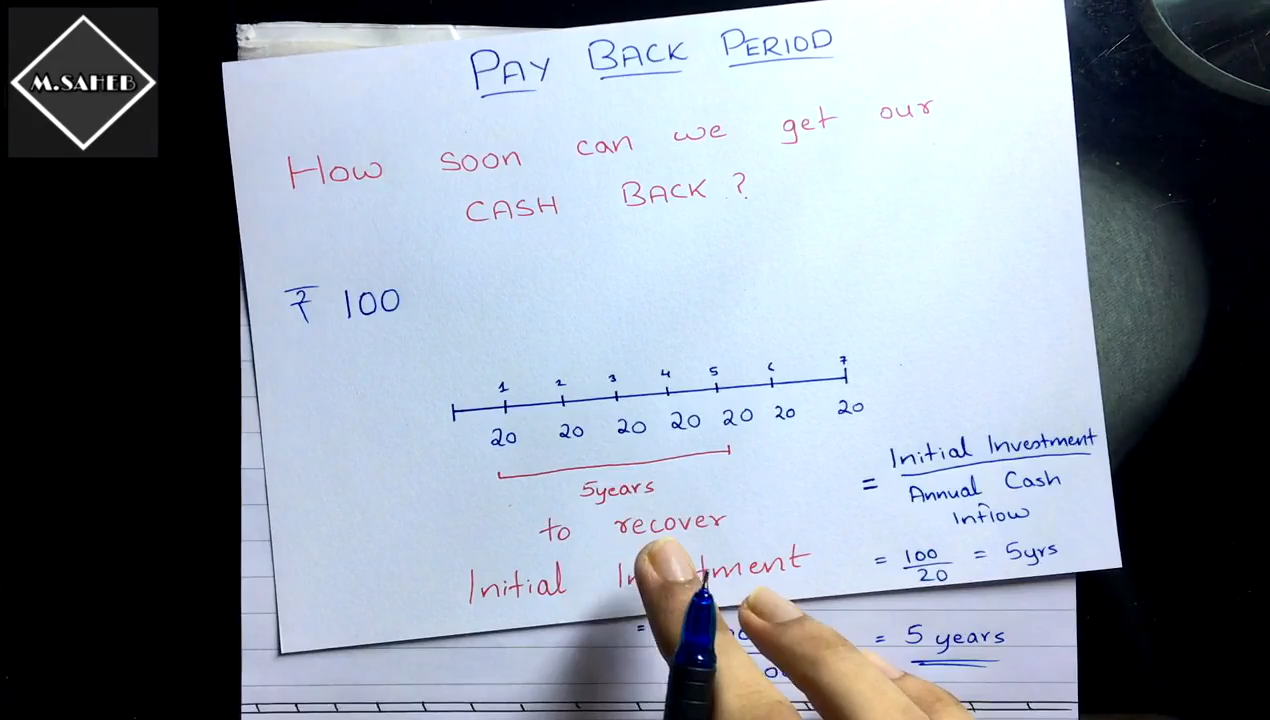 M.SAHEB
PAY BACK PERIOD
How soon can we get our
CASH BACK ?
₹ 100
1 2 3 4 5 6 7
20 20 20 20 20 20 20
5years
to recover
Initial
= Initial Investment
Annual Cash
Inflow
= 100
20
= 5yrs
= 5 years